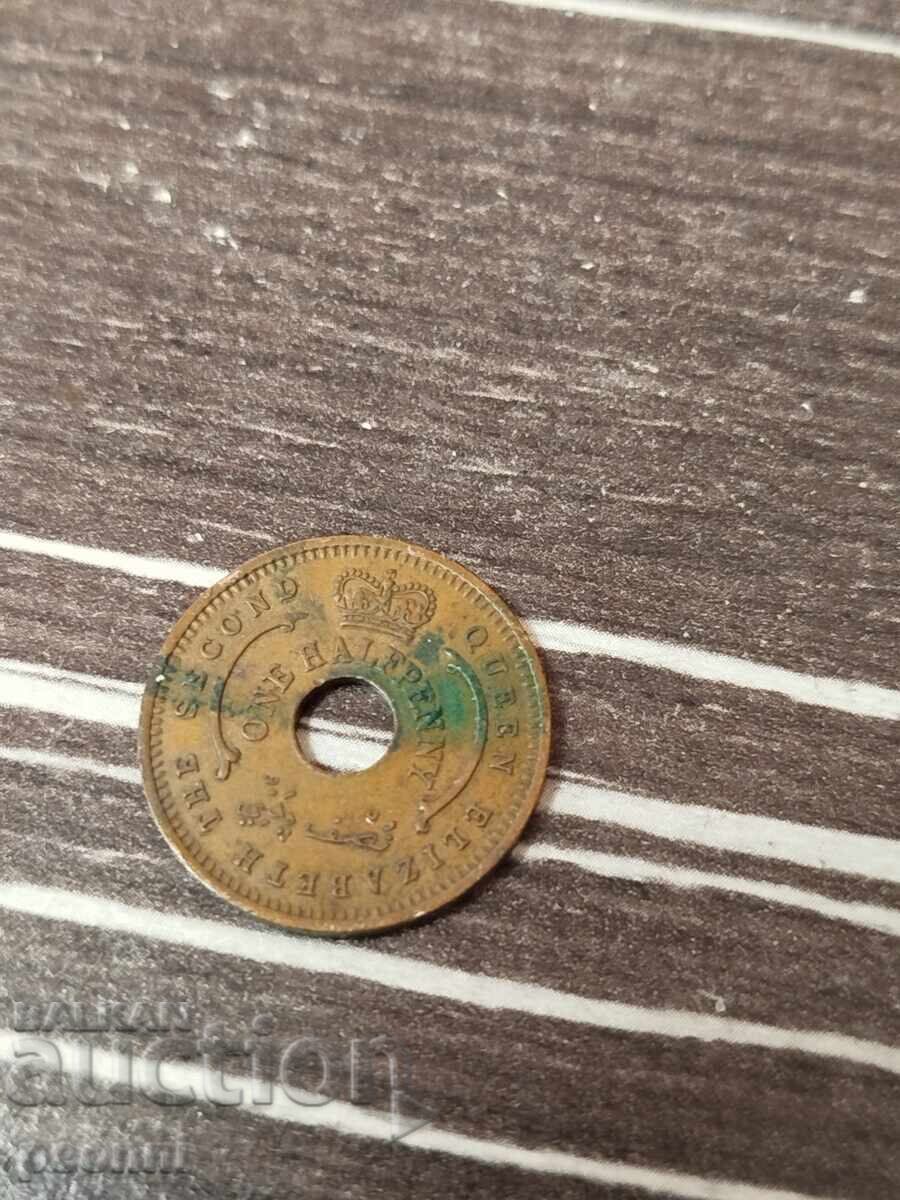 QUEEN ELIZABETH THE SECOND
ONE HALFPENNY
BALKAN
auction